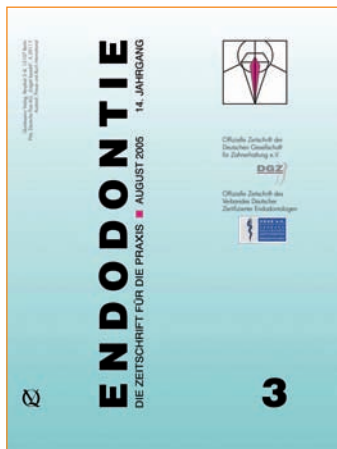 ENDODONTIE
DIE ZEITSCHRIFT FÜR DIE PRAXIS ■ AUGUST 2005 14. JAHRGANG
Offizielle Zeitschrift der
Deutschen Gesellschaft
für Zahnerhaltung e.V.
DGZ
Offizielle Zeitschrift des
Verbandes Deutscher
Zertifizierter Endodontologen
3